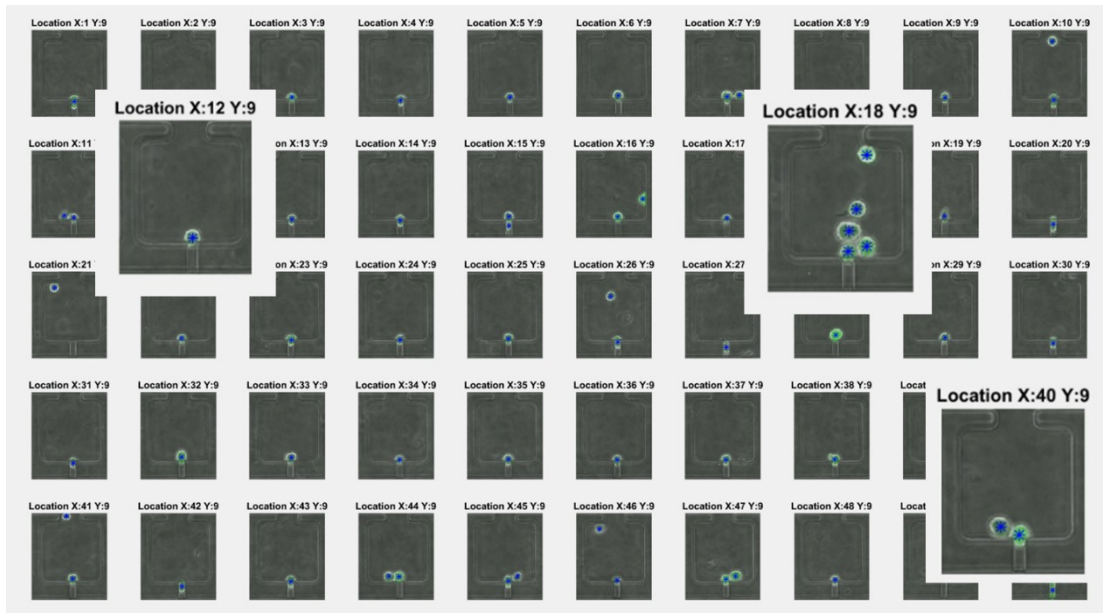 Location X:1 Y:9
Location X:2 Y:9
Location X:3 Y:9
Location X:4 Y:9
Location X:5 Y:9
Location X:6 Y:9
Location X:7 Y:9
Location X:8 Y:9
Location X:9 Y:9
Location X:10 Y:9
Location X:12 Y:9
Location X:18 Y:9
Location X:11
on X:13 Y:9
Location X:14 Y:9
Location X:15 Y:9
Location X:16 Y:9
Location X:17
on X:19 Y:9
Location X:20 Y:9
Location X:21
on X:23 Y:9
Location X:24 Y:9
Location X:25 Y:9
Location X:26 Y:9
Location X:27
on X:29 Y:9
Location X:30 Y:9
Location X:31 Y:9
Location X:32 Y:9
Location X:33 Y:9
Location X:34 Y:9
Location X:35 Y:9
Location X:36 Y:9
Location X:37 Y:9
Location X:38 Y:9
Locat
Location X:40 Y:9
Location X:41 Y:9
Location X:42 Y:9
Location X:43 Y:9
Location X:44 Y:9
Location X:45 Y:9
Location X:46 Y:9
Location X:47 Y:9
Location X:48 Y:9
Locat